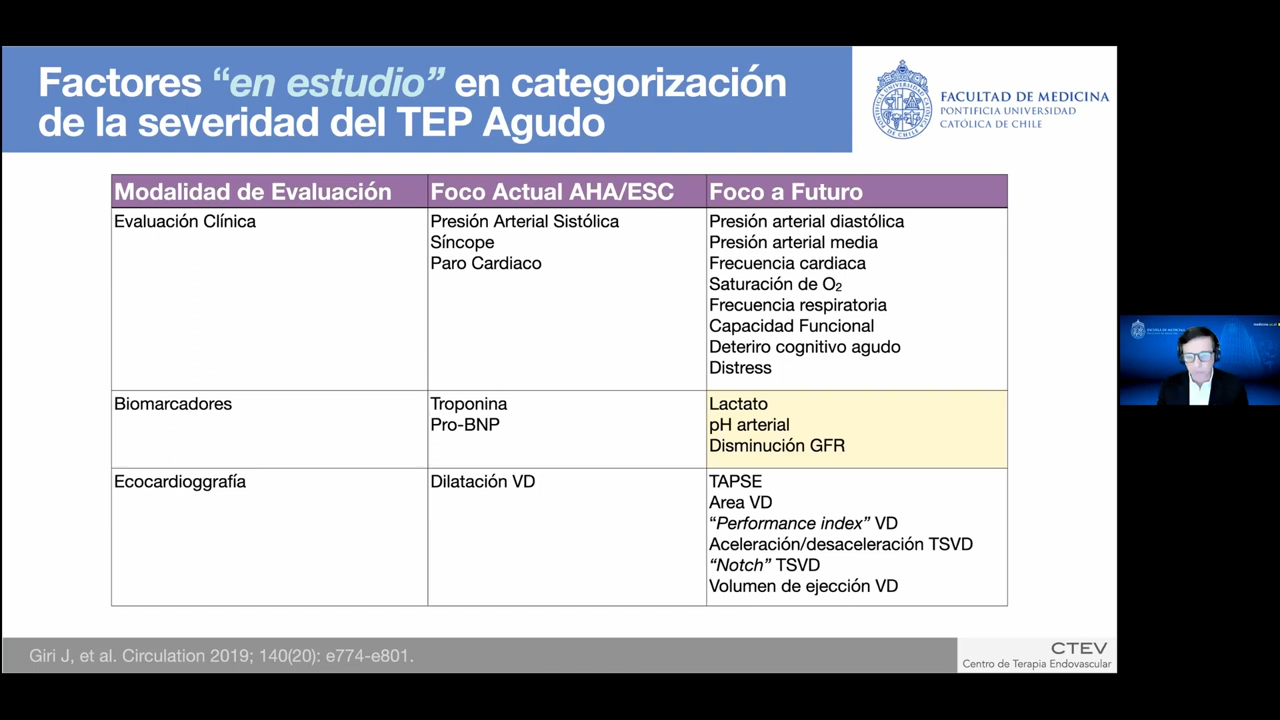 Factores “en estudio” en categorización
de la severidad del TEP Agudo
FACULTAD DE MEDICINA
PONTIFICIA UNIVERSIDAD
CATÓLICA DE CHILE
Modalidad de Evaluación Foco Actual AHA/ESC Foco a Futuro
Evaluación Clínica
Presión Arterial Sistólica
Síncope
Paro Cardiaco
Presión arterial diastólica
Presión arterial media
Frecuencia cardiaca
Saturación de O₂
Frecuencia respiratoria
Capacidad Funcional
Deteriro cognitivo agudo
Distress
Biomarcadores
Troponina
Pro-BNP
Lactato
pH arterial
Disminución GFR
Ecocardioggrafía
Dilatación VD
TAPSE
Area VD
“Performance index” VD
Aceleración/desaceleración TSVD
“Notch” TSVD
Volumen de ejección VD
Giri J, et al. Circulation 2019; 140(20): e774-e801.
CTEV
Centro de Terapia Endovascular